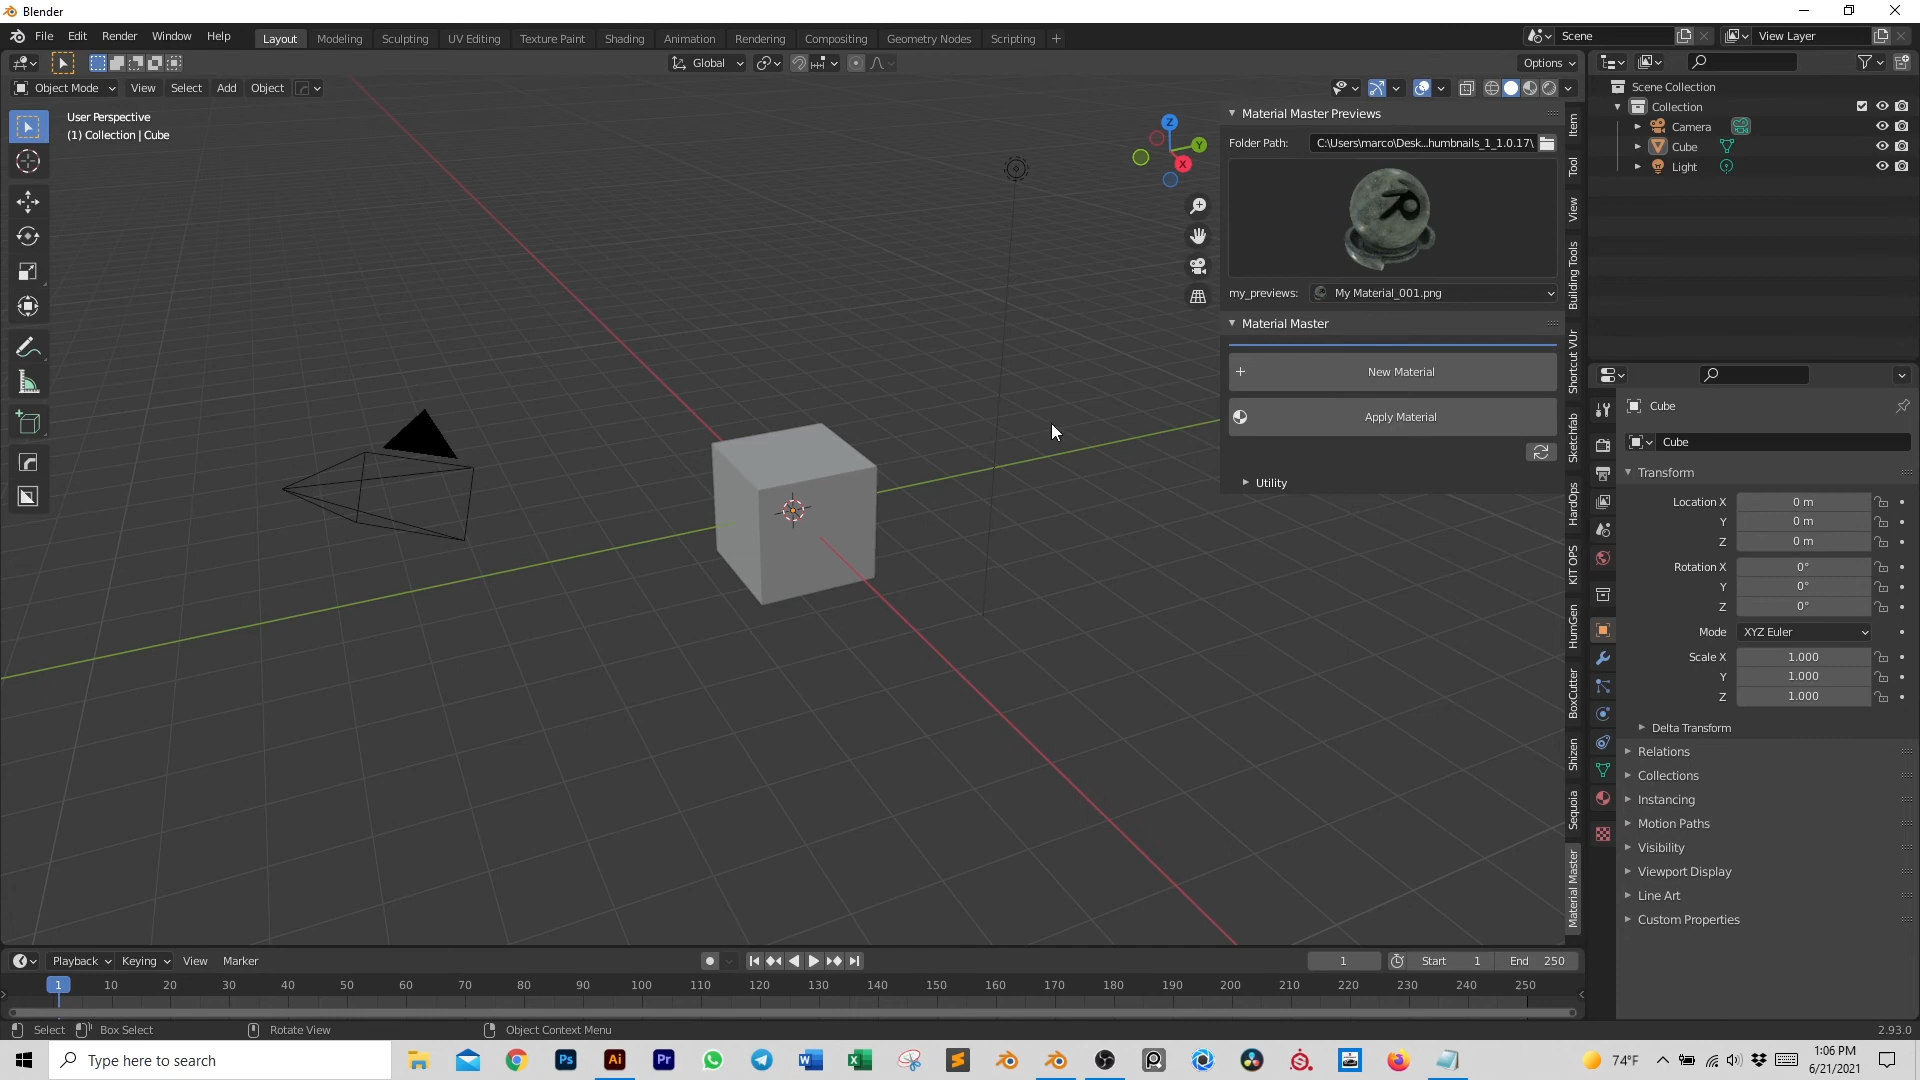 Blender
File Edit Render Window Help
Layout Modeling Sculpting UV Editing Texture Paint Shading Animation Rendering Compositing Geometry Nodes Scripting +
Scene
View Layer
Global
Options
Object Mode View Select Add Object
User Perspective
(1) Collection | Cube
Z
Y
X
Material Master Previews
Folder Path: C:\Users\marco\Desk...humbnails_1_1.0.17\
my_previews: My Material_001.png
Material Master
New Material
Apply Material
Utility
Item
Tool
View
Building Tools
Shortcut VUr
Sketchfab
HardOps
KIT OPS
HumGen
BoxCutter
Shizen
Sequoia
Material Master
Scene Collection
Collection
Camera
Cube
Light
Cube
Cube
Transform
Location X 0 m
Y 0 m
Z 0 m
Rotation X 0°
Y 0°
Z 0°
Mode XYZ Euler
Scale X 1.000
Y 1.000
Z 1.000
Delta Transform
Relations
Collections
Instancing
Motion Paths
Visibility
Viewport Display
Line Art
Custom Properties
Playback Keying View Marker
1 Start 1 End 250
1 10 20 30 40 50 60 70 80 90 100 110 120 130 140 150 160 170 180 190 200 210 220 230 240 250
Select Box Select Rotate View Object Context Menu 2.93.0
Type here to search
Ps
Ai
Pr
74°F
1:06 PM
6/21/2021